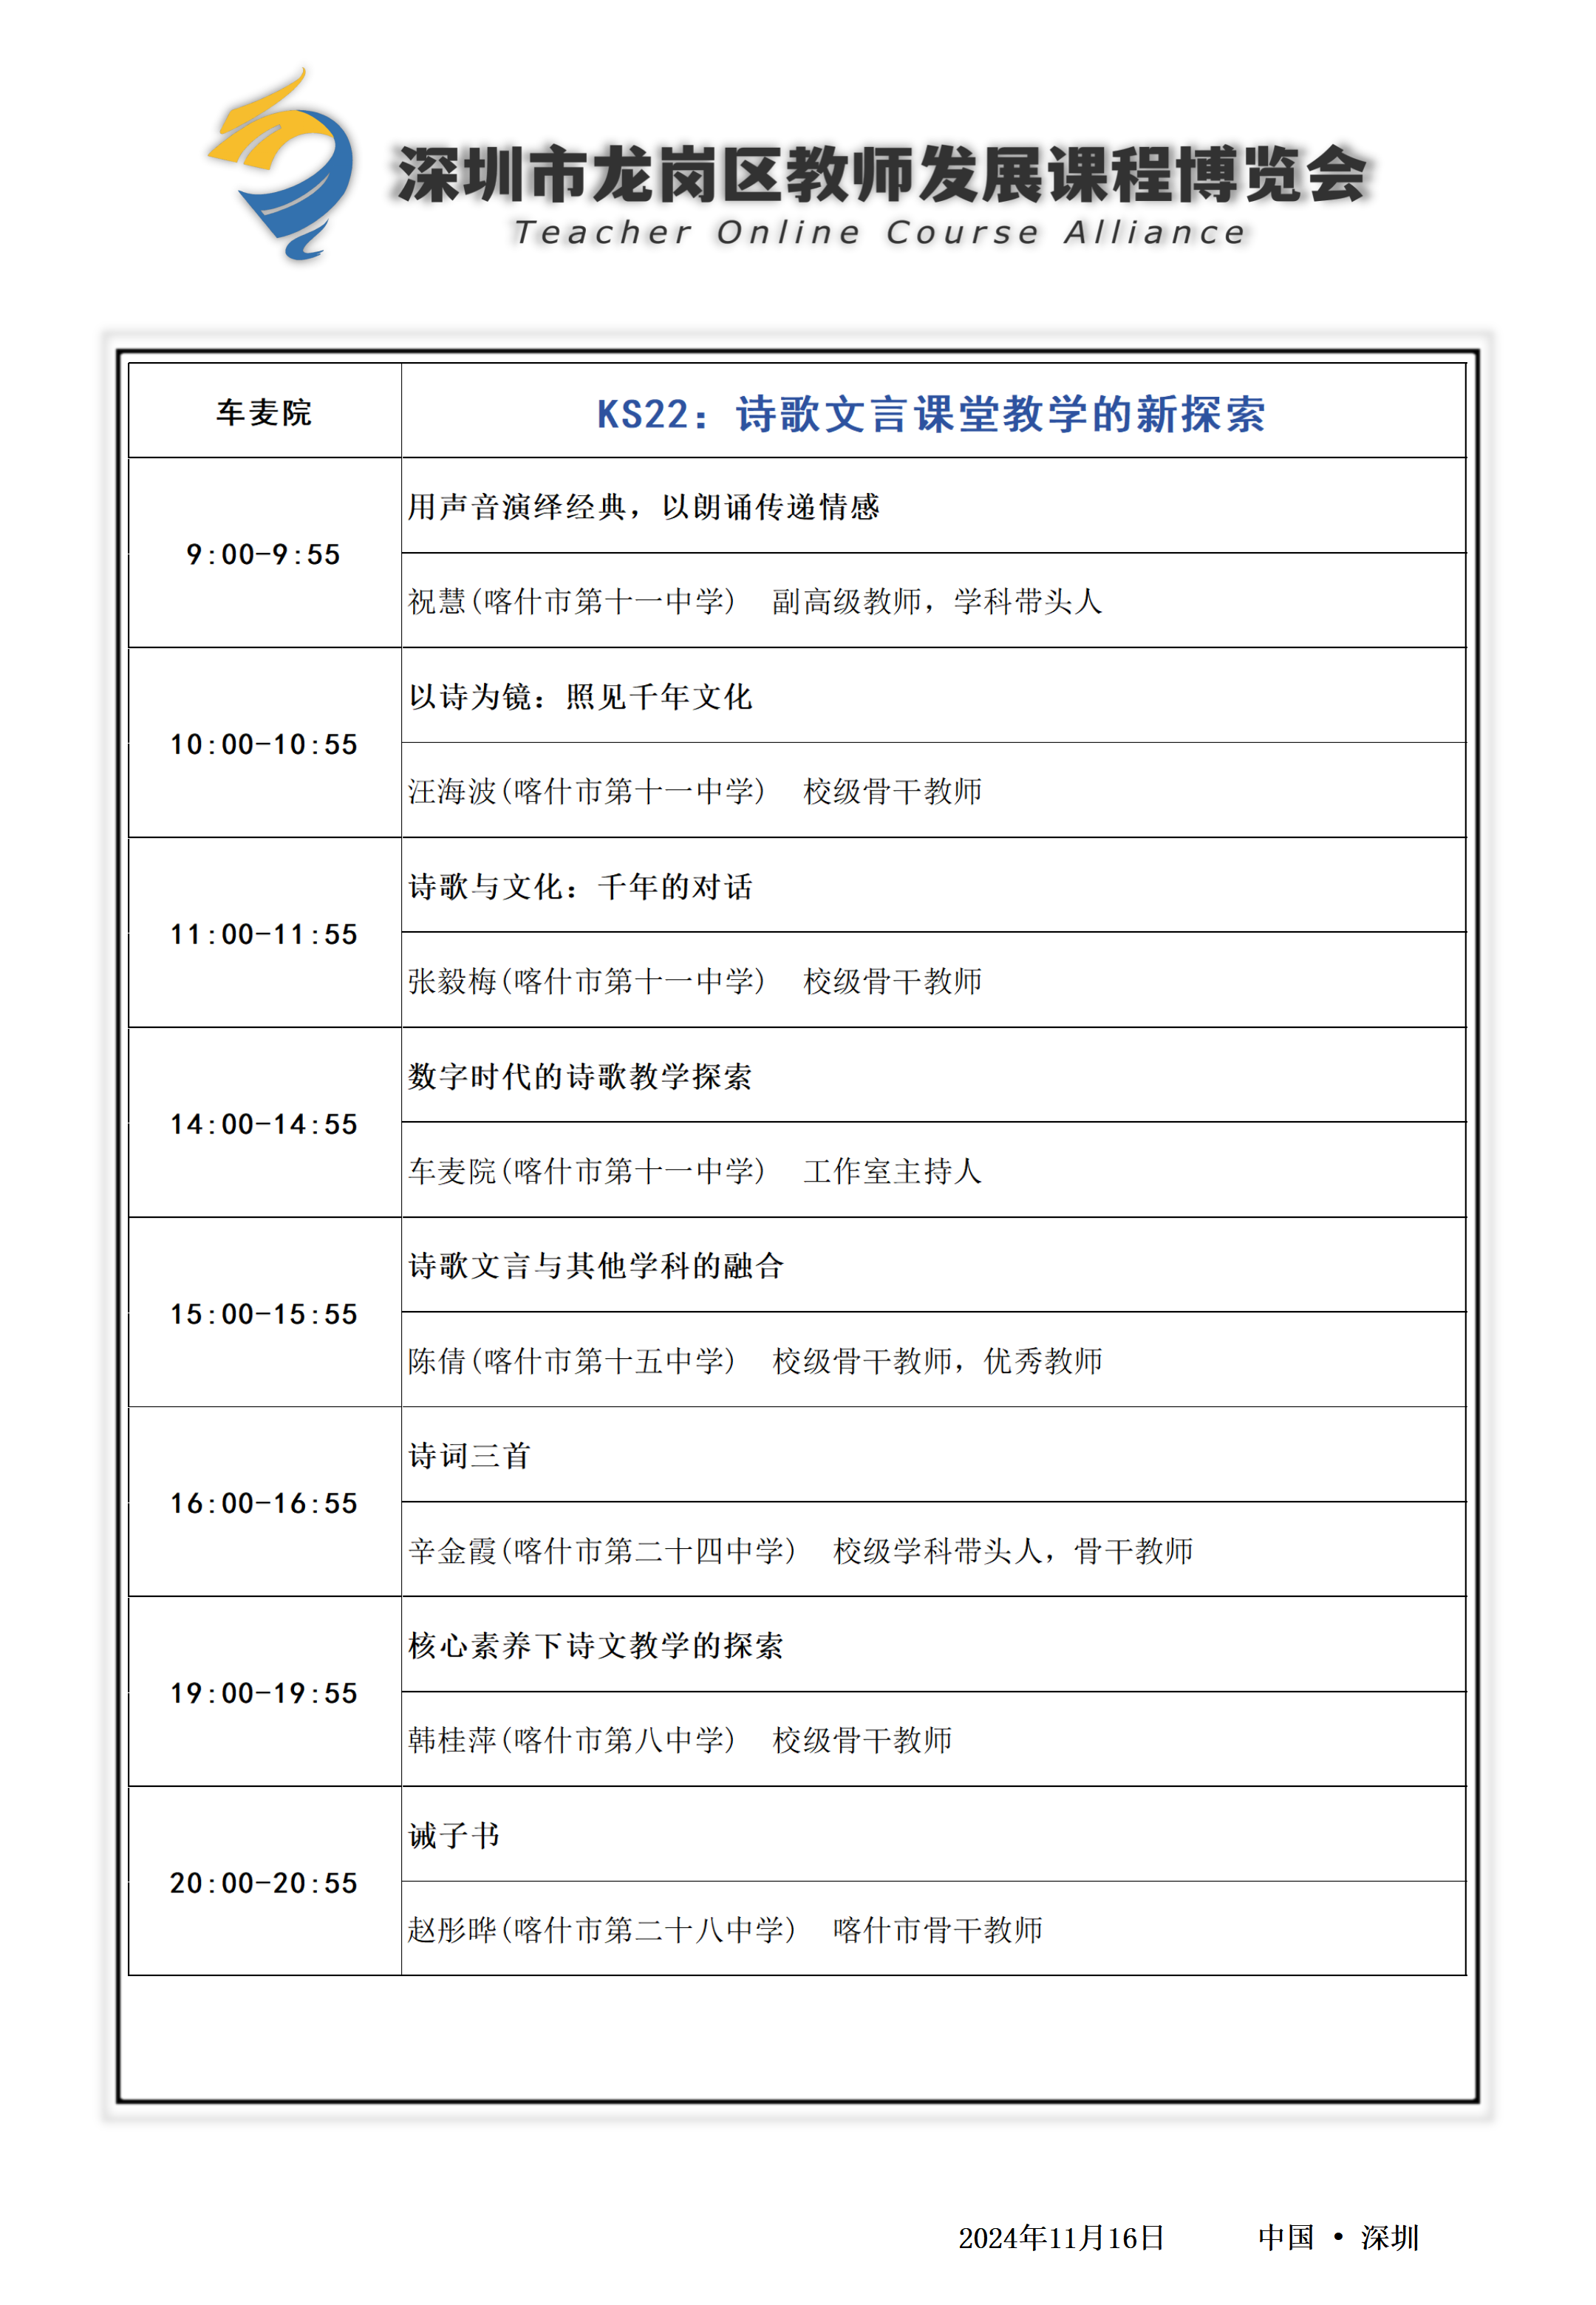 深圳市龙岗区教师发展课程博览会
Teacher Online Course Alliance
车麦院
KS22：诗歌文言课堂教学的新探索
9:00-9:55
用声音演绎经典，以朗诵传递情感
祝慧(喀什市第十一中学) 副高级教师，学科带头人
10:00-10:55
以诗为镜：照见千年文化
汪海波(喀什市第十一中学) 校级骨干教师
11:00-11:55
诗歌与文化：千年的对话
张毅梅(喀什市第十一中学) 校级骨干教师
14:00-14:55
数字时代的诗歌教学探索
车麦院(喀什市第十一中学) 工作室主持人
15:00-15:55
诗歌文言与其他学科的融合
陈倩(喀什市第十五中学) 校级骨干教师，优秀教师
16:00-16:55
诗词三首
辛金霞(喀什市第二十四中学) 校级学科带头人，骨干教师
19:00-19:55
核心素养下诗文教学的探索
韩桂萍(喀什市第八中学) 校级骨干教师
20:00-20:55
诫子书
赵彤晔(喀什市第二十八中学) 喀什市骨干教师
2024年11月16日 中国 • 深圳